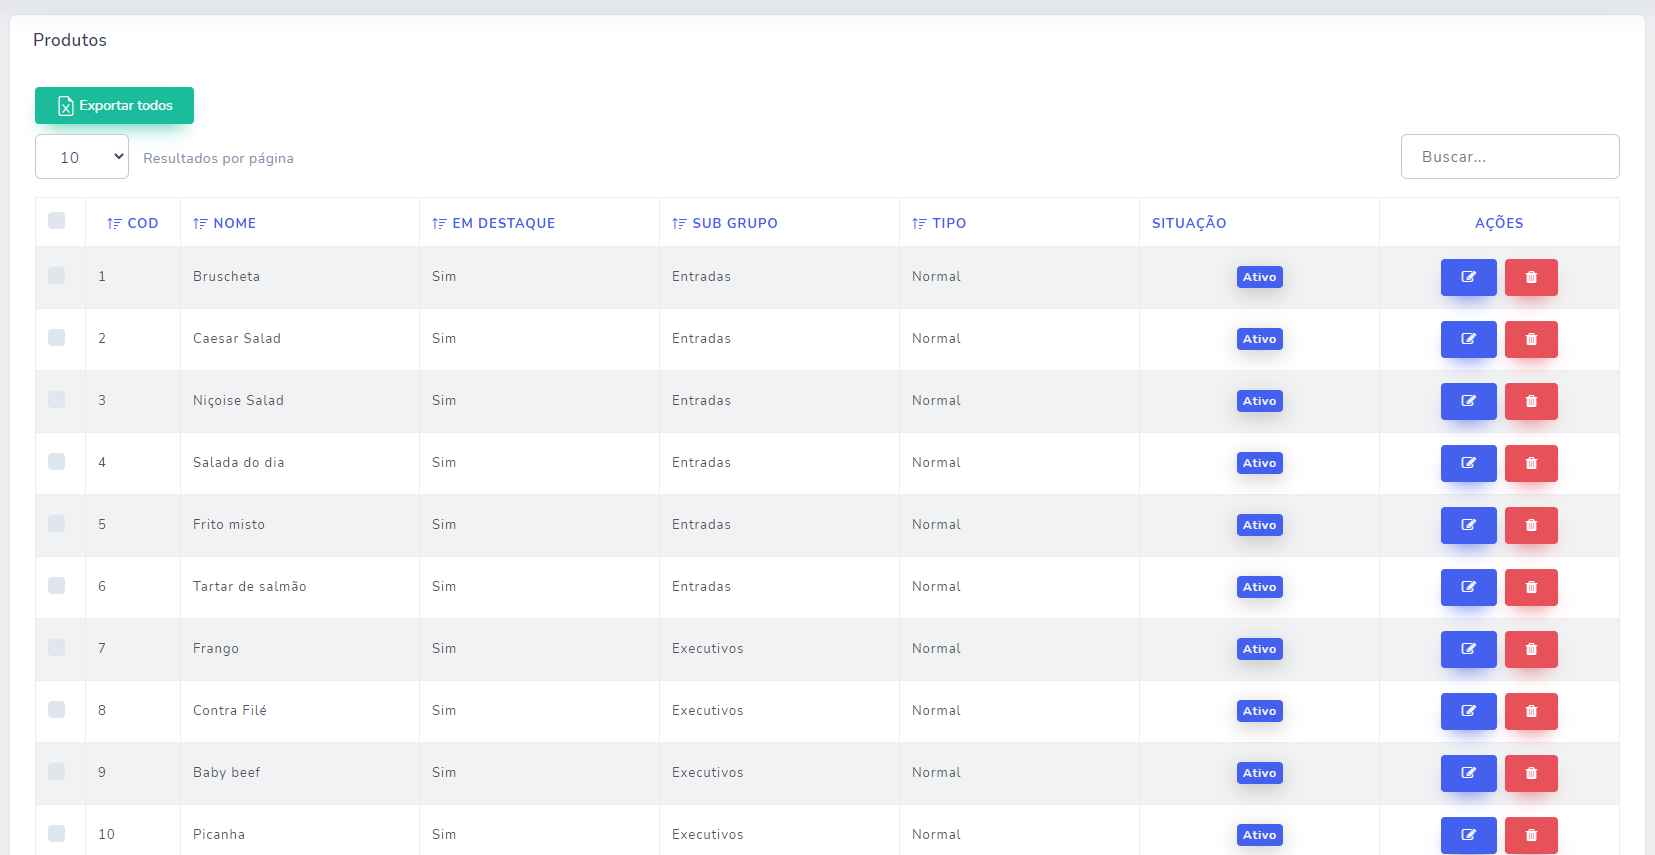 Produtos
Exportar todos
10 Resultados por página Buscar...
COD NOME EM DESTAQUE SUB GRUPO TIPO SITUAÇÃO AÇÕES
1 Bruscheta Sim Entradas Normal Ativo
2 Caesar Salad Sim Entradas Normal Ativo
3 Niçoise Salad Sim Entradas Normal Ativo
4 Salada do dia Sim Entradas Normal Ativo
5 Frito misto Sim Entradas Normal Ativo
6 Tartar de salmão Sim Entradas Normal Ativo
7 Frango Sim Executivos Normal Ativo
8 Contra Filé Sim Executivos Normal Ativo
9 Baby beef Sim Executivos Normal Ativo
10 Picanha Sim Executivos Normal Ativo